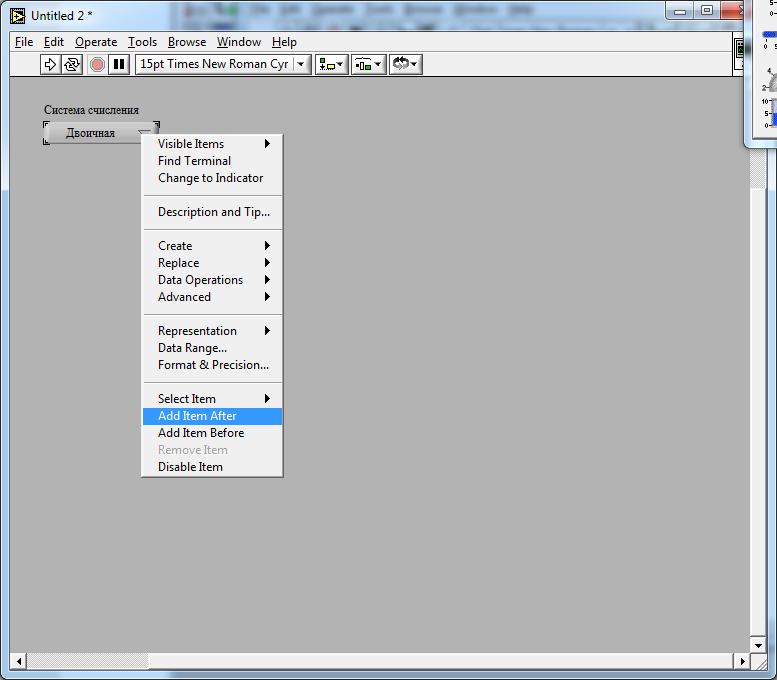 Untitled 2 *
File Edit Operate Tools Browse Window Help
15pt Times New Roman Cyr
Система счисления
Двоичная
Visible Items
Find Terminal
Change to Indicator
Description and Tip...
Create
Replace
Data Operations
Advanced
Representation
Data Range...
Format & Precision...
Select Item
Add Item After
Add Item Before
Remove Item
Disable Item